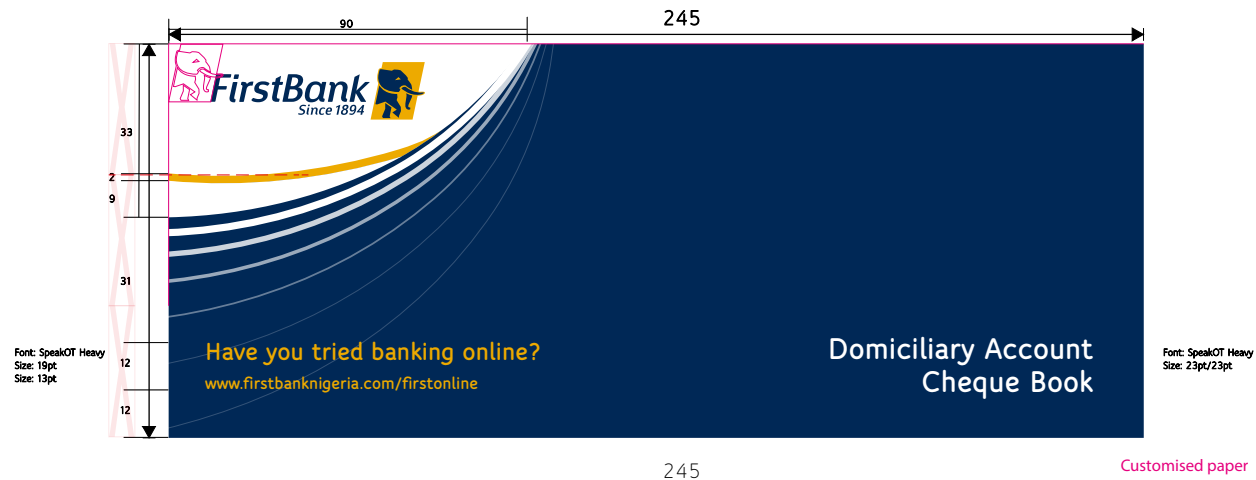 245
90
FirstBank
Since 1894
33
2
9
31
12
12
Font: SpeakOT Heavy
Size: 19pt
Size: 13pt
Have you tried banking online?
www.firstbanknigeria.com/firstonline
Domiciliary Account
Cheque Book
Font: SpeakOT Heavy
Size: 23pt/23pt
245
Customised paper